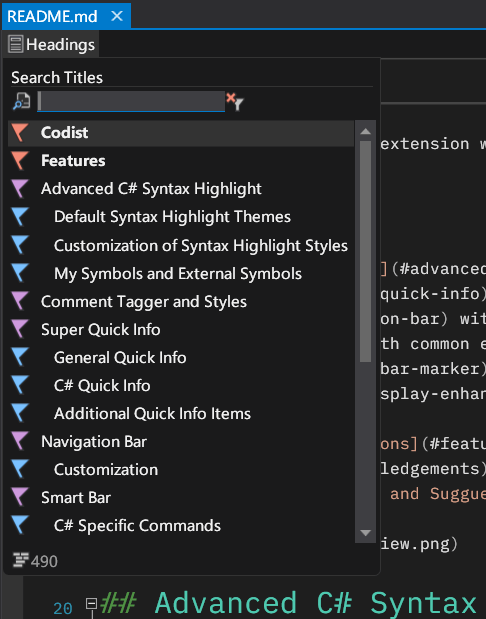 README.md
Headings
Search Titles
Codist
Features
Advanced C# Syntax Highlight
Default Syntax Highlight Themes
Customization of Syntax Highlight Styles
My Symbols and External Symbols
Comment Tagger and Styles
Super Quick Info
General Quick Info
C# Quick Info
Additional Quick Info Items
Navigation Bar
Customization
Smart Bar
C# Specific Commands
490
extension w
](#advanced
quick-info)
on-bar) wit
th common e
bar-marker)
splay-enhan
ons](#featu
ledgements)
and Suggue
iew.png)
20 ## Advanced C# Syntax